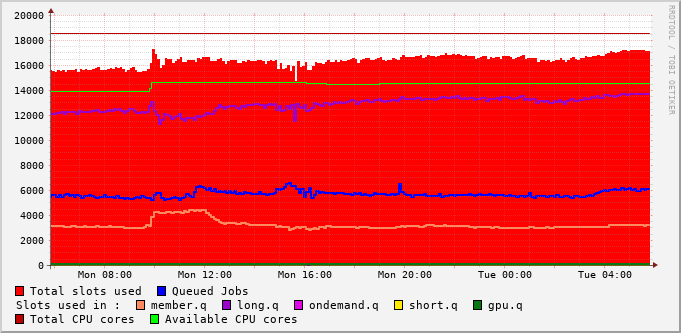 20000
18000
16000
14000
12000
10000
8000
6000
4000
2000
0
Mon 08:00 Mon 12:00 Mon 16:00 Mon 20:00 Tue 00:00 Tue 04:00
Total slots used Queued Jobs
Slots used in : member.q long.q ondemand.q short.q gpu.q
Total CPU cores Available CPU cores
RRDTOOL / TOBI OETIKER